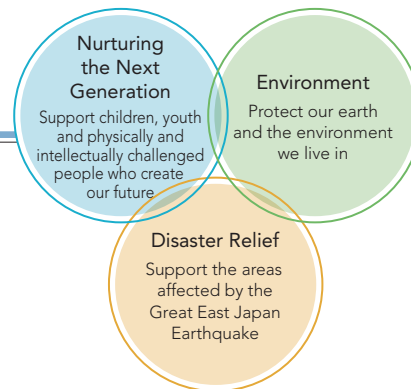 Nurturing
the Next
Generation
Support children, youth
and physically and
intellectually challenged
people who create
our future
Environment
Protect our earth
and the environment
we live in
Disaster Relief
Support the areas
affected by the
Great East Japan
Earthquake